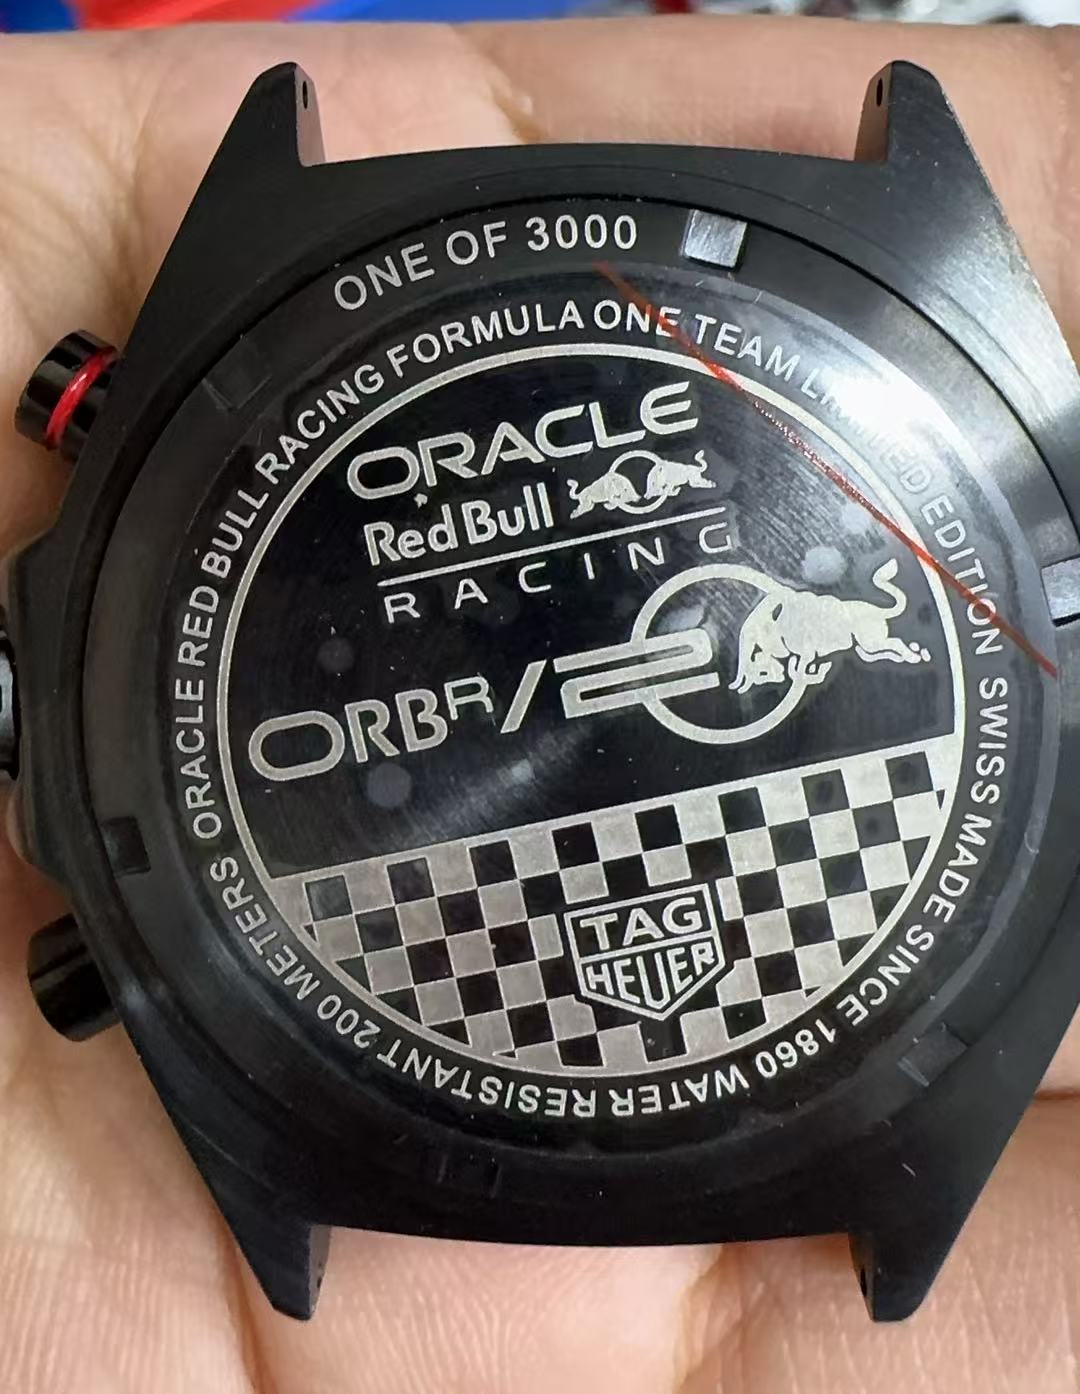 ONE OF 3000
ORACLE RED BULL RACING FORMULA ONE TEAM LIMITED EDITION SWISS MADE SINCE 1860 WATER RESISTANT 200 METERS
ORACLE
Red Bull
RACING
ORBR/
TAG
HEUER